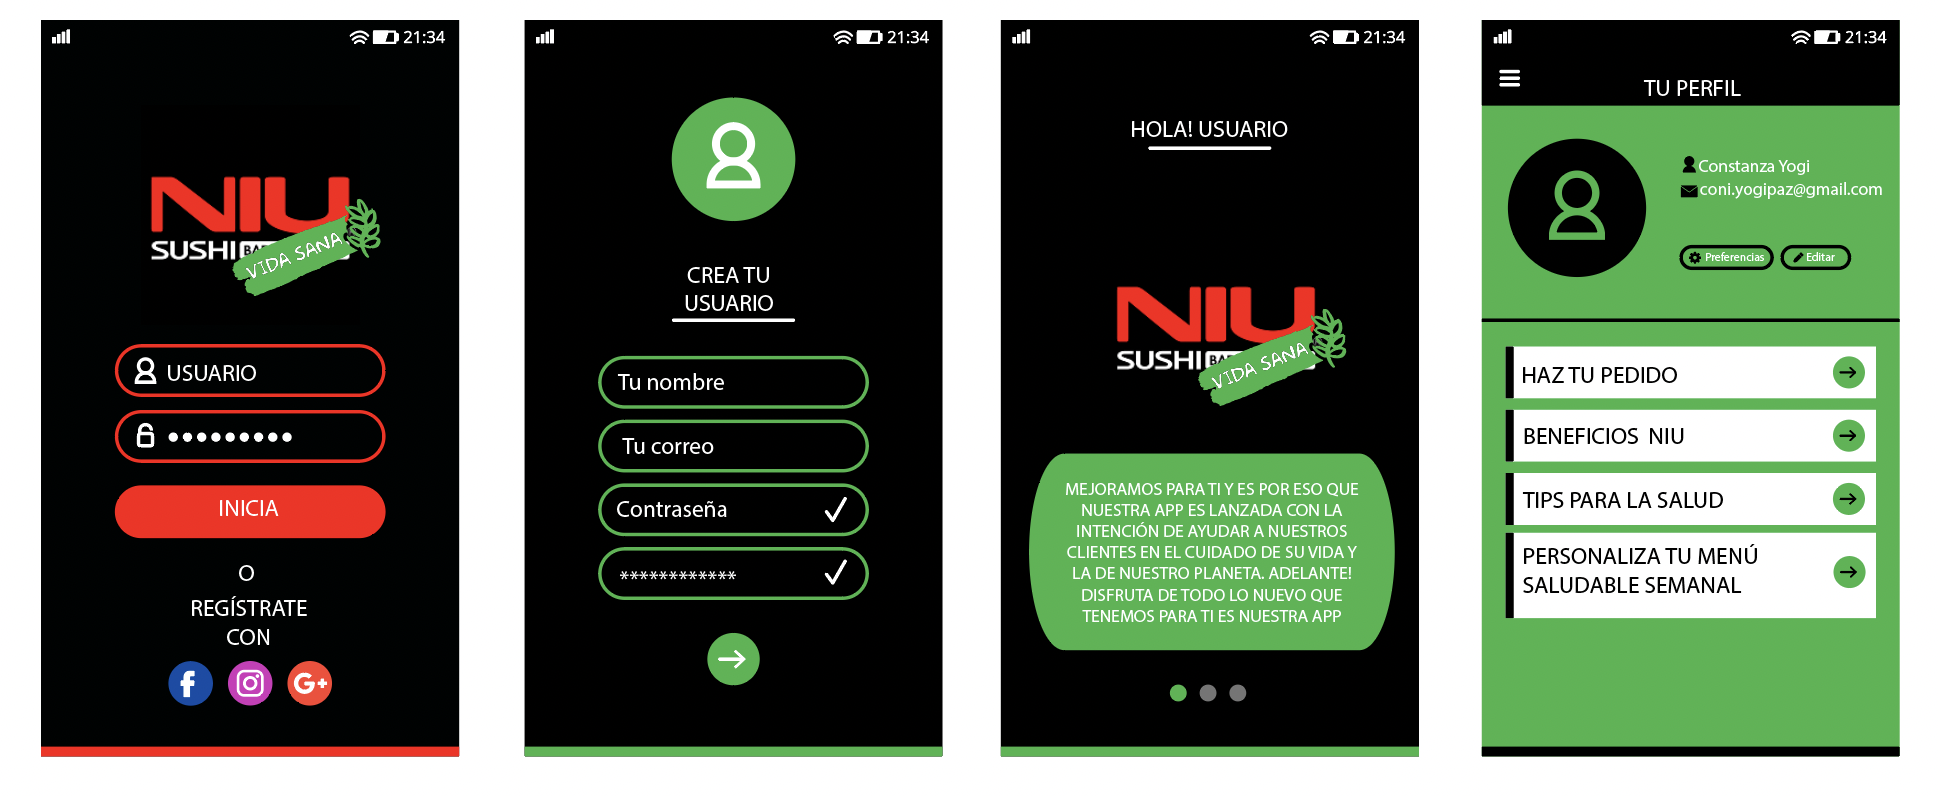 21:34
NIU
SUSHI BA
VIDA SANA
USUARIO
INICIA
O
REGÍSTRATE
CON
f
G+
21:34
CREA TU
USUARIO
Tu nombre
Tu correo
Contraseña
************
21:34
HOLA! USUARIO
NIU
SUSHI BA
VIDA SANA
MEJORAMOS PARA TI Y ES POR ESO QUE
NUESTRA APP ES LANZADA CON LA
INTENCIÓN DE AYUDAR A NUESTROS
CLIENTES EN EL CUIDADO DE SU VIDA Y
LA DE NUESTRO PLANETA. ADELANTE!
DISFRUTA DE TODO LO NUEVO QUE
TENEMOS PARA TI ES NUESTRA APP
21:34
TU PERFIL
Constanza Yogi
coni.yogipaz@gmail.com
Preferencias
Editar
HAZ TU PEDIDO
BENEFICIOS NIU
TIPS PARA LA SALUD
PERSONALIZA TU MENÚ
SALUDABLE SEMANAL